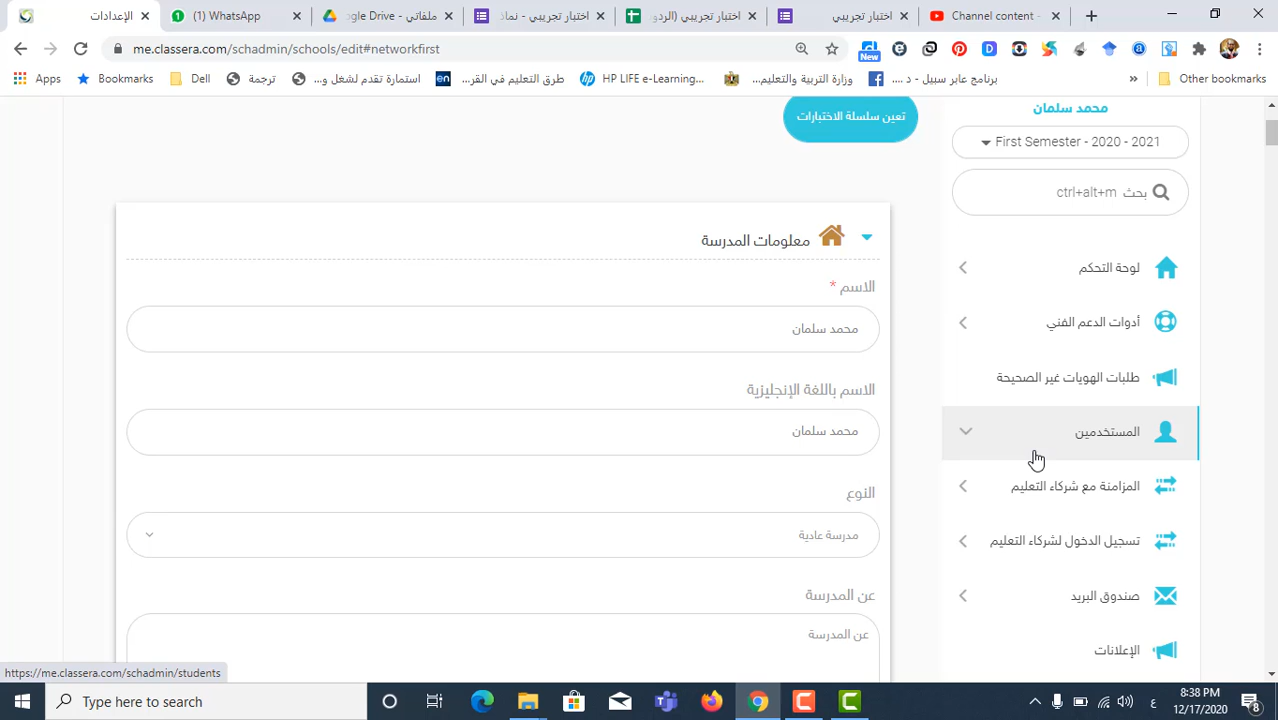 الإعدادات
(1) WhatsApp
ملفاتي - Google Drive
اختبار تجريبي - نماذ
اختبار تجريبي (الردو
اختبار تجريبي
Channel content -
me.classera.com/schadmin/schools/edit#networkfirst
New
Apps
Bookmarks
Dell
ترجمة
استمارة تقدم لشغل و...
طرق التعليم في القر...
HP LIFE e-Learning...
وزارة التربية والتعليم...
برنامج عابر سبيل - د ....
»
Other bookmarks
محمد سلمان
First Semester - 2020 - 2021
بحث ctrl+alt+m
لوحة التحكم
أدوات الدعم الفني
طلبات الهويات غير الصحيحة
المستخدمين
المزامنة مع شركاء التعليم
تسجيل الدخول لشركاء التعليم
صندوق البريد
الإعلانات
تعين سلسلة الاختبارات
معلومات المدرسة
الاسم *
محمد سلمان
الاسم باللغة الإنجليزية
محمد سلمان
النوع
مدرسة عادية
عن المدرسة
عن المدرسة
https://me.classera.com/schadmin/students
Type here to search
ع
8:38 PM
12/17/2020
8